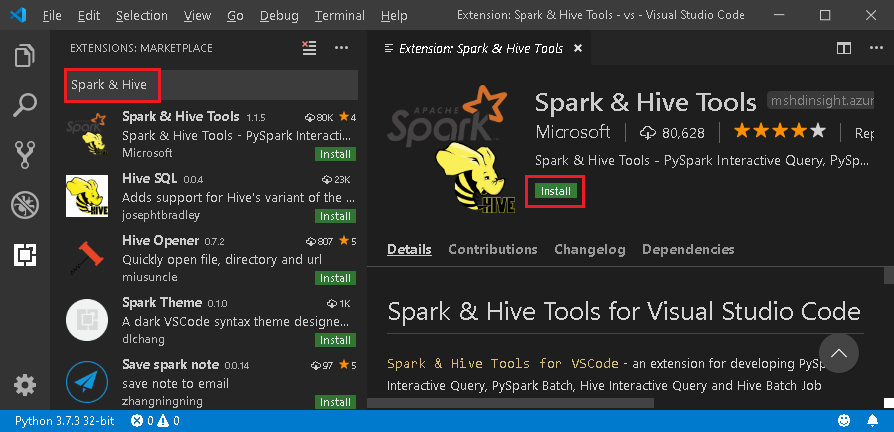 File Edit Selection View Go Debug Terminal Help Extension: Spark & Hive Tools - vs - Visual Studio Code
EXTENSIONS: MARKETPLACE
Spark & Hive
Spark & Hive Tools 1.1.5 80K 4
Spark & Hive Tools - PySpark Interacti...
Microsoft Install
Hive SQL 0.0.4 23K
Adds support for Hive's variant of the ...
josephtbradley Install
Hive Opener 0.7.2 807 5
Quickly open file, directory and url
miusuncle Install
Spark Theme 0.1.0 1K
A dark VSCode syntax theme designe...
dlchang Install
Save spark note 0.0.14 97 5
save note to email
zhangningning Install
Extension: Spark & Hive Tools
APACHE
Spark
HIVE
Spark & Hive Tools mshdinsight.azur
Microsoft 80,628 Rep
Spark & Hive Tools - PySpark Interactive Query, PySp...
Install
Details Contributions Changelog Dependencies
Spark & Hive Tools for Visual Studio Code
Spark & Hive Tools for VSCode - an extension for developing PySp
Interactive Query, PySpark Batch, Hive Interactive Query and Hive Batch Job
Python 3.7.3 32-bit 0 0